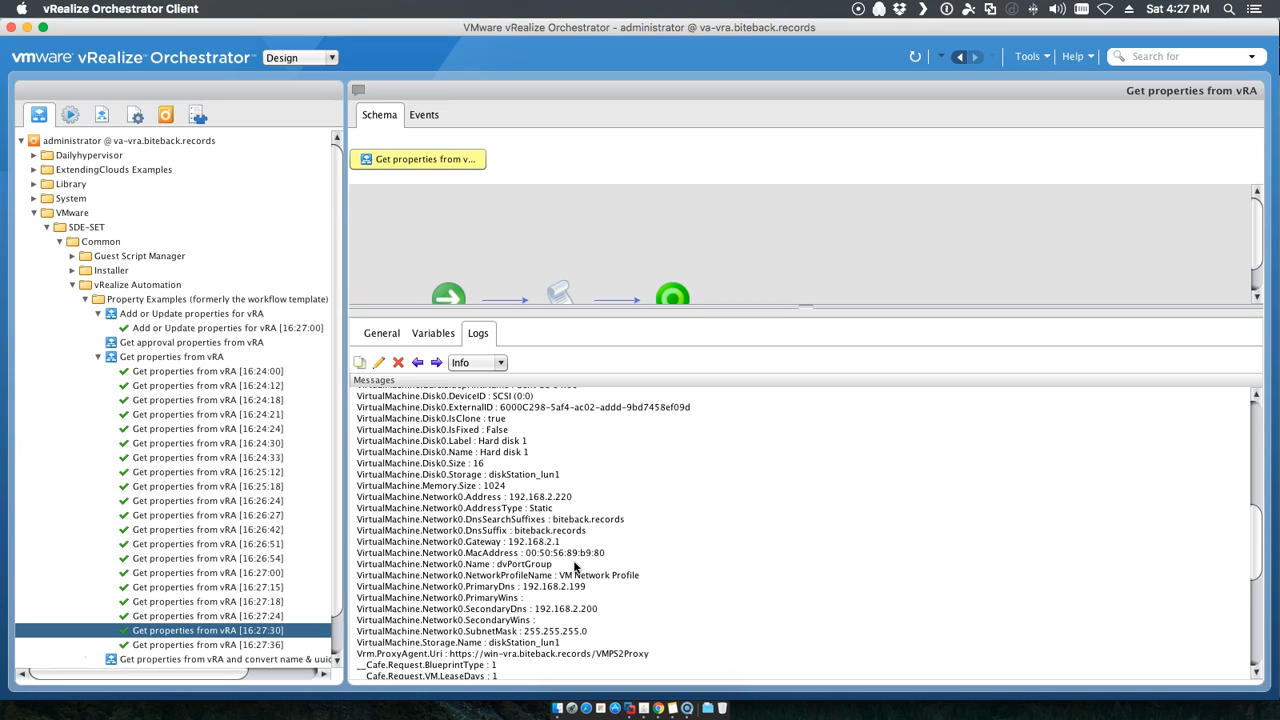 vRealize Orchestrator Client
Sat 4:27 PM
VMware vRealize Orchestrator - administrator @ va-vra.biteback.records
vmware vRealize Orchestrator
Design
Tools
Help
Search for
Get properties from vRA
Schema
Events
Get properties from v...
administrator @ va-vra.biteback.records
Dailyhypervisor
ExtendingClouds Examples
Library
System
VMware
SDE-SET
Common
Guest Script Manager
Installer
vRealize Automation
Property Examples (formerly the workflow template)
Add or Update properties for vRA
Add or Update properties for vRA [16:27:00]
Get approval properties from vRA
Get properties from vRA
Get properties from vRA [16:24:00]
Get properties from vRA [16:24:12]
Get properties from vRA [16:24:18]
Get properties from vRA [16:24:21]
Get properties from vRA [16:24:24]
Get properties from vRA [16:24:30]
Get properties from vRA [16:24:33]
Get properties from vRA [16:25:12]
Get properties from vRA [16:25:18]
Get properties from vRA [16:26:24]
Get properties from vRA [16:26:27]
Get properties from vRA [16:26:42]
Get properties from vRA [16:26:51]
Get properties from vRA [16:26:54]
Get properties from vRA [16:27:00]
Get properties from vRA [16:27:15]
Get properties from vRA [16:27:18]
Get properties from vRA [16:27:24]
Get properties from vRA [16:27:30]
Get properties from vRA [16:27:36]
Get properties from vRA and convert name & uuid
General
Variables
Logs
Info
Messages
VirtualMachine.Disk0.DeviceID : SCSI (0:0)
VirtualMachine.Disk0.ExternalID : 6000C298-5af4-ac02-addd-9bd7458ef09d
VirtualMachine.Disk0.IsClone : true
VirtualMachine.Disk0.IsFixed : False
VirtualMachine.Disk0.Label : Hard disk 1
VirtualMachine.Disk0.Name : Hard disk 1
VirtualMachine.Disk0.Size : 16
VirtualMachine.Disk0.Storage : diskStation_lun1
VirtualMachine.Memory.Size : 1024
VirtualMachine.Network0.Address : 192.168.2.220
VirtualMachine.Network0.AddressType : Static
VirtualMachine.Network0.DnsSearchSuffixes : biteback.records
VirtualMachine.Network0.DnsSuffix : biteback.records
VirtualMachine.Network0.Gateway : 192.168.2.1
VirtualMachine.Network0.MacAddress : 00:50:56:89:b9:80
VirtualMachine.Network0.Name : dvPortGroup
VirtualMachine.Network0.NetworkProfileName : VM Network Profile
VirtualMachine.Network0.PrimaryDns : 192.168.2.199
VirtualMachine.Network0.PrimaryWins :
VirtualMachine.Network0.SecondaryDns : 192.168.2.200
VirtualMachine.Network0.SecondaryWins :
VirtualMachine.Network0.SubnetMask : 255.255.255.0
VirtualMachine.Storage.Name : diskStation_lun1
Vrm.ProxyAgent.Uri : https://win-vra.biteback.records/VMPS2Proxy
__Cafe.Request.BlueprintType : 1
__Cafe.Request.VM.LeaseDays : 1